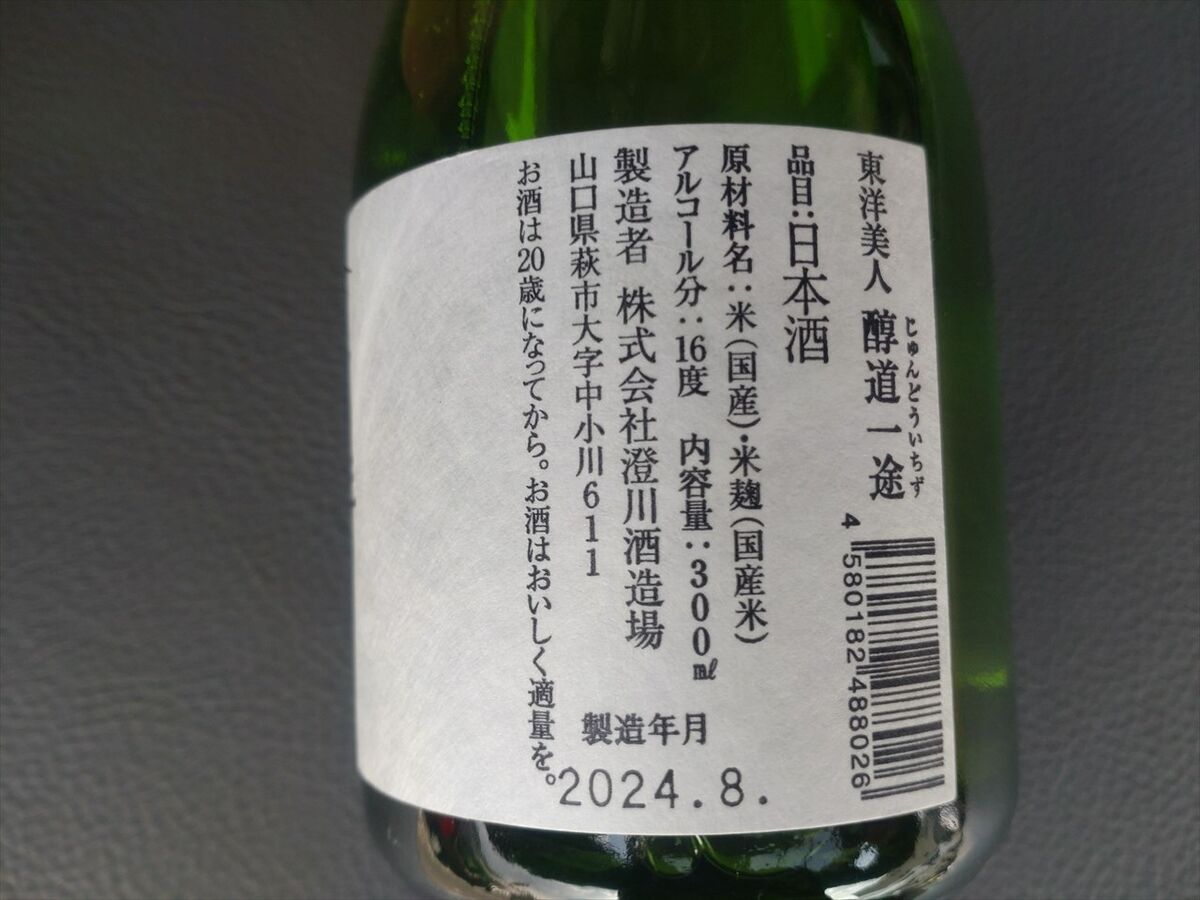 東洋美人 醇道一途
じゅんどういちず
4 580182 488026
品目：日本酒
原材料名：米（国産）・米麹（国産米）
アルコール分：16度 内容量：300㎖
製造者 株式会社澄川酒造場
山口県萩市大字中小川611
お酒は20歳になってから。お酒はおいしく適量を。
製造年月
2024.8.